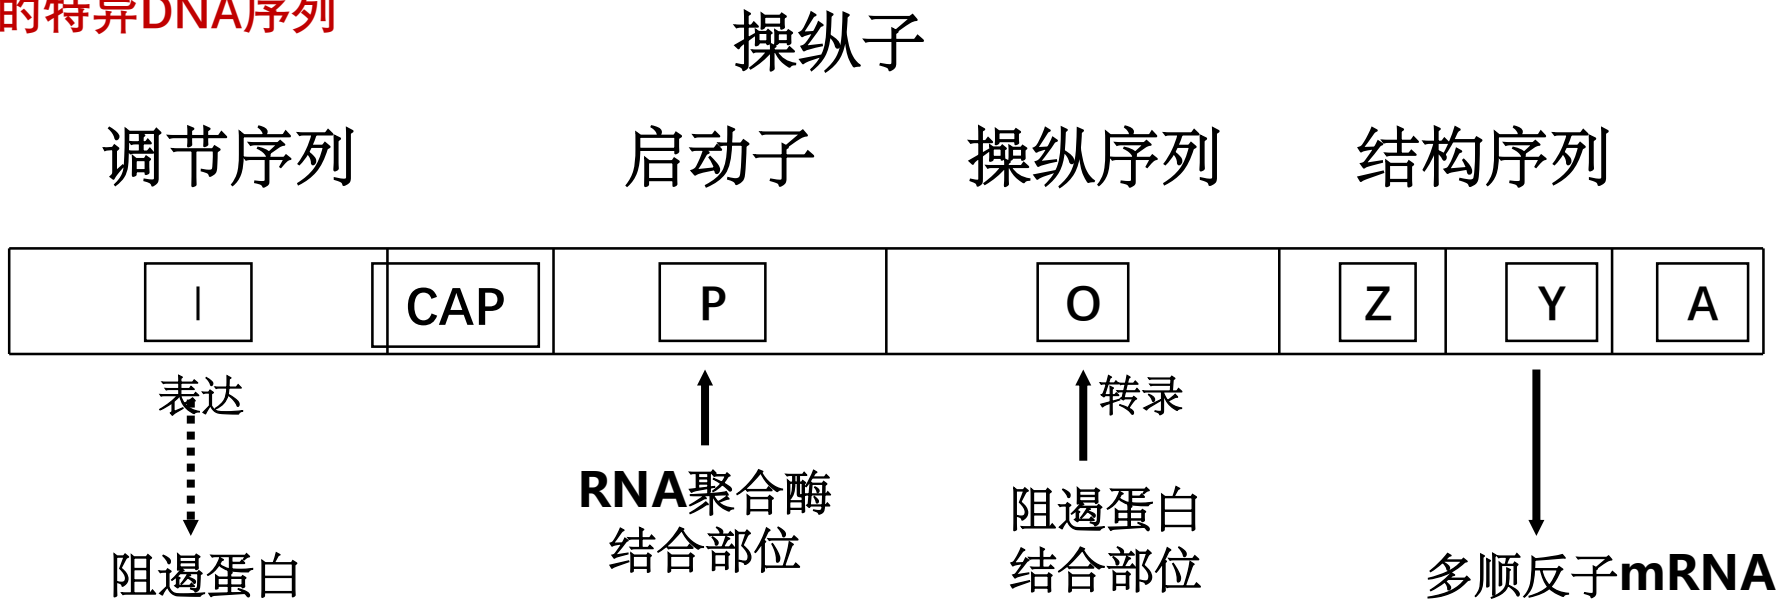 的特异DNA序列
操纵子
调节序列 启动子 操纵序列 结构序列
I CAP P O Z Y A
表达 转录
RNA聚合酶
结合部位
阻遏蛋白
结合部位
阻遏蛋白
多顺反子mRNA